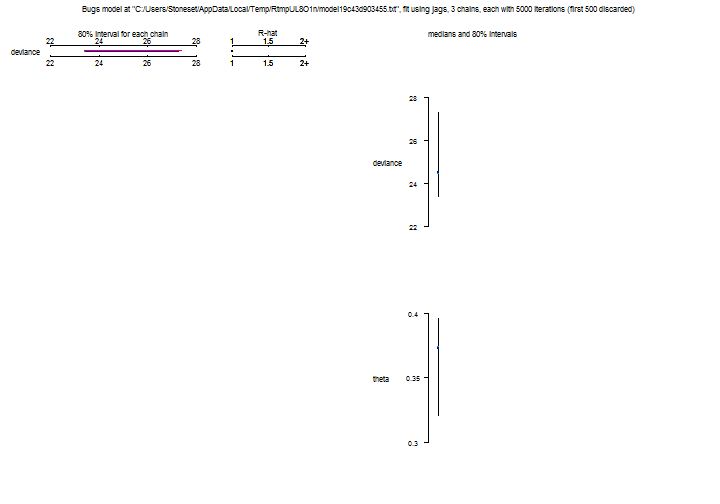 Bugs model at "C:/Users/Stoneset/AppData/Local/Temp/RtmpUL8O1n/model19c43d903455.txt", fit using jags, 3 chains, each with 5000 iterations (first 500 discarded)
80% interval for each chain R-hat medians and 80% intervals
22 24 26 28 1 1.5 2+
deviance
22 24 26 28 1 1.5 2+
28
26
deviance
24
22
0.4
theta 0.35
0.3